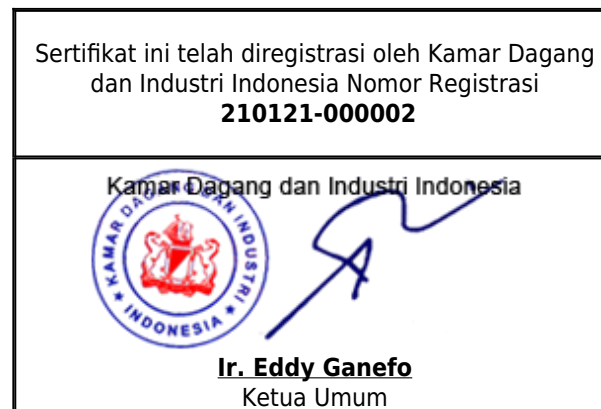 Sertifikat ini telah diregistrasi oleh Kamar Dagang
dan Industri Indonesia Nomor Registrasi
210121-000002
Kamar Dagang dan Industri Indonesia
KAMAR DAGANG DAN INDUSTRI
INDONESIA
Ir. Eddy Ganefo
Ketua Umum